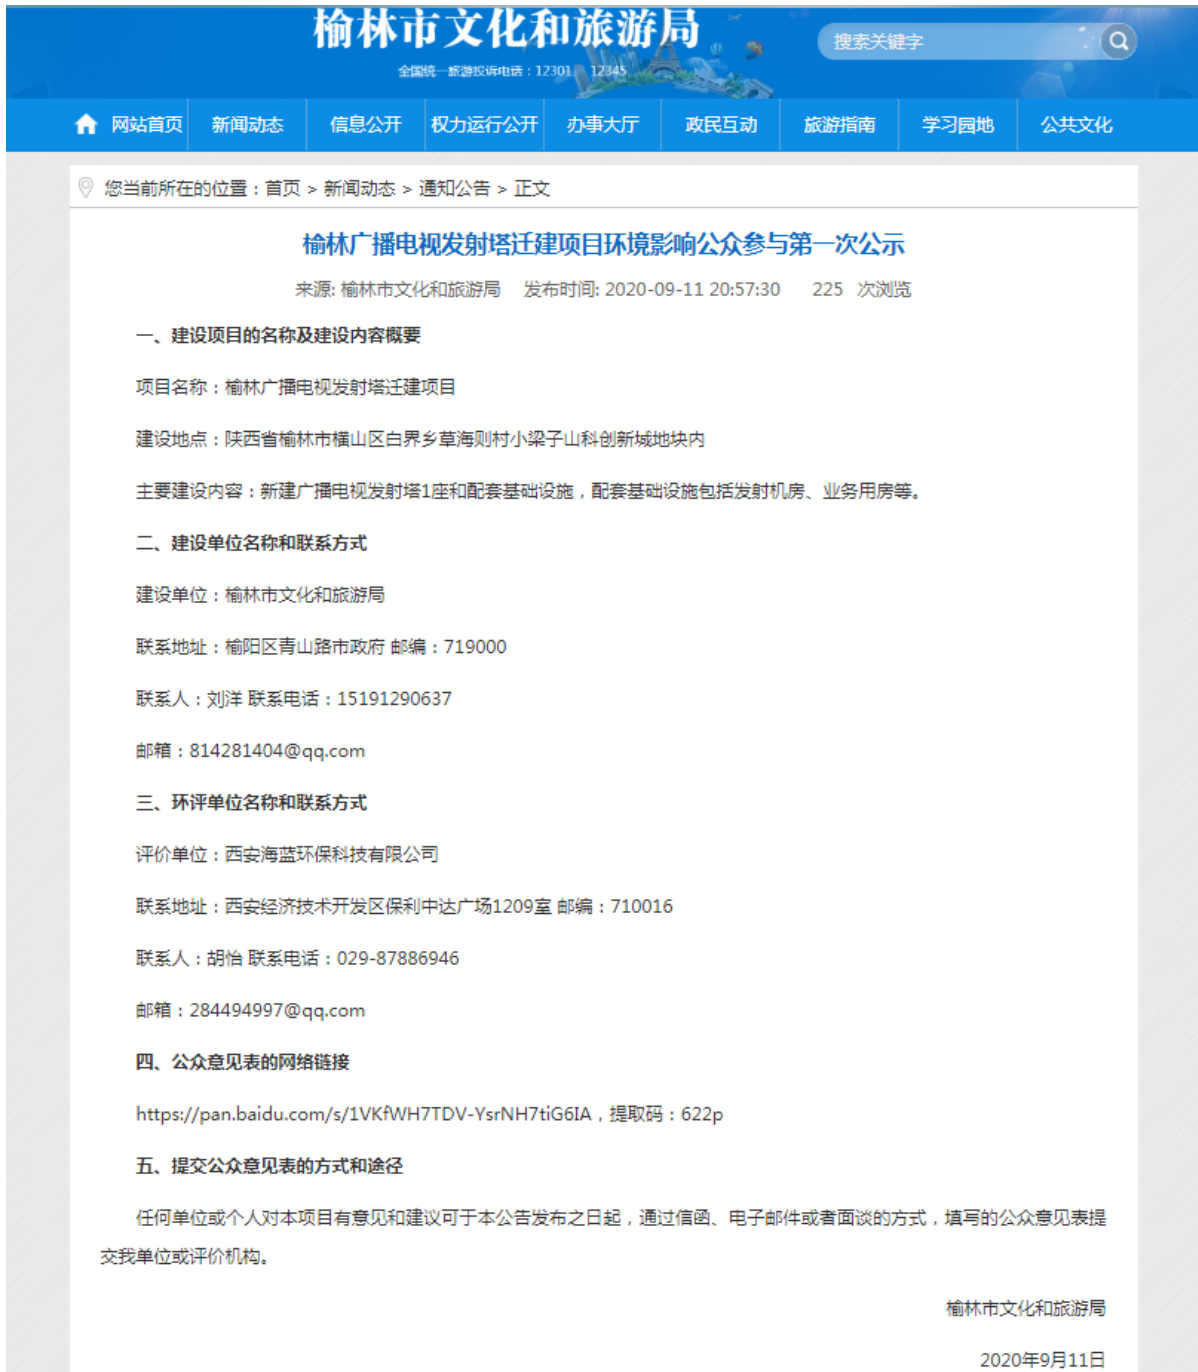 榆林市文化和旅游局
全国统一旅游投诉电话：12301 12345
搜索关键字
网站首页 新闻动态 信息公开 权力运行公开 办事大厅 政民互动 旅游指南 学习园地 公共文化
您当前所在的位置：首页 > 新闻动态 > 通知公告 > 正文
榆林广播电视发射塔迁建项目环境影响公众参与第一次公示
来源: 榆林市文化和旅游局 发布时间: 2020-09-11 20:57:30 225 次浏览
一、建设项目的名称及建设内容概要
项目名称：榆林广播电视发射塔迁建项目
建设地点：陕西省榆林市横山区白界乡草海则村小梁子山科创新城地块内
主要建设内容：新建广播电视发射塔1座和配套基础设施，配套基础设施包括发射机房、业务用房等。
二、建设单位名称和联系方式
建设单位：榆林市文化和旅游局
联系地址：榆阳区青山路市政府 邮编：719000
联系人：刘洋 联系电话：15191290637
邮箱：814281404@qq.com
三、环评单位名称和联系方式
评价单位：西安海蓝环保科技有限公司
联系地址：西安经济技术开发区保利中达广场1209室 邮编：710016
联系人：胡怡 联系电话：029-87886946
邮箱：284494997@qq.com
四、公众意见表的网络链接
https://pan.baidu.com/s/1VKfWH7TDV-YsrNH7tiG6IA，提取码：622p
五、提交公众意见表的方式和途径
任何单位或个人对本项目有意见和建议可于本公告发布之日起，通过信函、电子邮件或者面谈的方式，填写的公众意见表提
交我单位或评价机构。
榆林市文化和旅游局
2020年9月11日